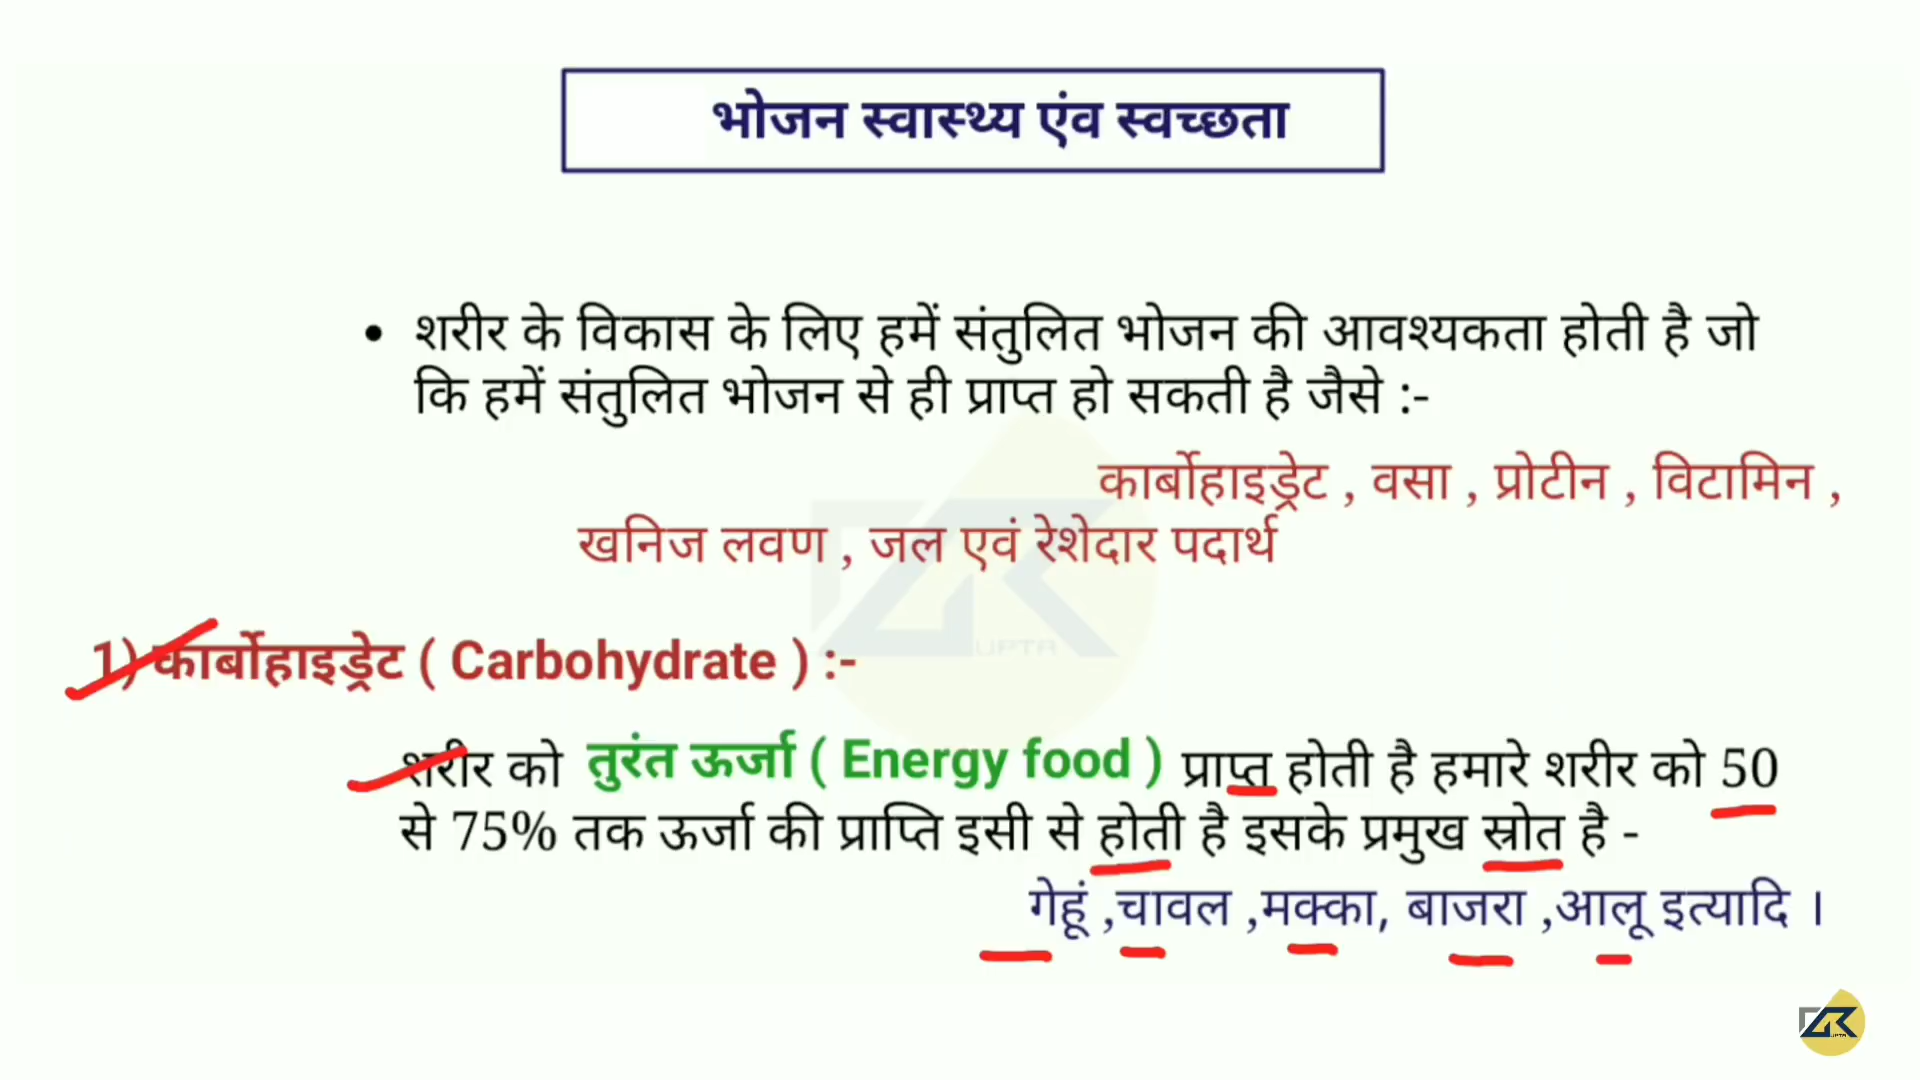 भोजन स्वास्थ्य एंव स्वच्छता
• शरीर के विकास के लिए हमें संतुलित भोजन की आवश्यकता होती है जो
कि हमें संतुलित भोजन से ही प्राप्त हो सकती है जैसे :-
कार्बोहाइड्रेट , वसा , प्रोटीन , विटामिन ,
खनिज लवण , जल एवं रेशेदार पदार्थ
1) कार्बोहाइड्रेट ( Carbohydrate ) :-
शरीर को तुरंत ऊर्जा ( Energy food ) प्राप्त होती है हमारे शरीर को 50
से 75% तक ऊर्जा की प्राप्ति इसी से होती है इसके प्रमुख स्रोत है -
गेहूं ,चावल ,मक्का, बाजरा ,आलू इत्यादि ।